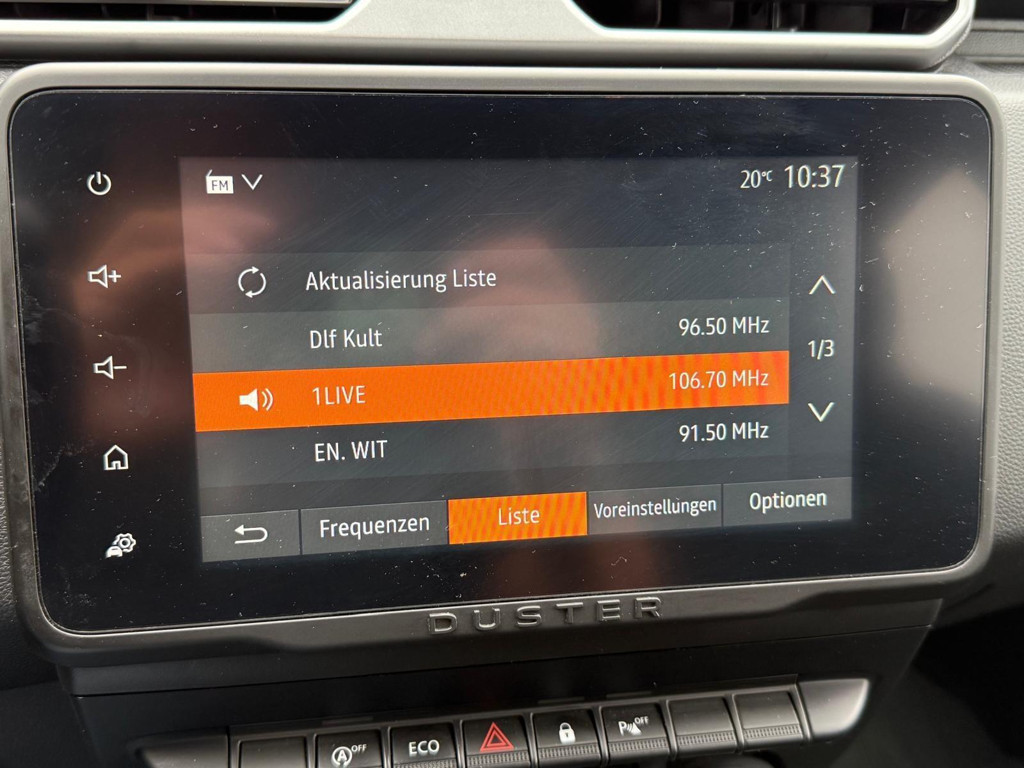 FM
20°C 10:37
Aktualisierung Liste
Dlf Kult 96.50 MHz
1LIVE 106.70 MHz
EN. WIT 91.50 MHz
1/3
Frequenzen Liste Voreinstellungen Optionen
DUSTER
A OFF ECO P OFF